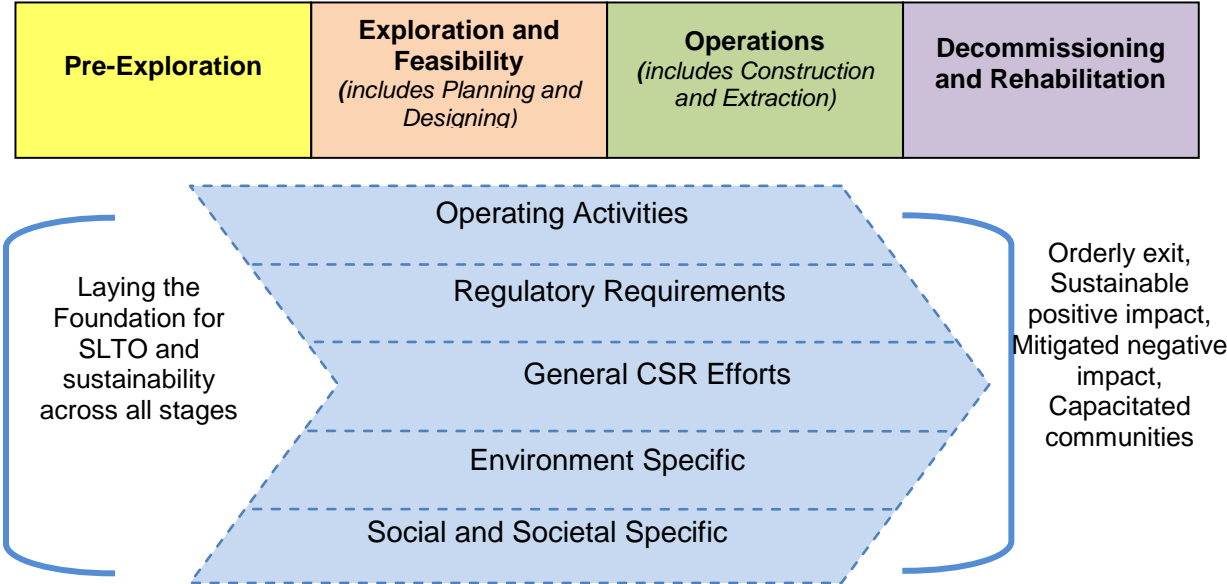 Pre-Exploration
Exploration and
Feasibility
(includes Planning and
Designing)
Operations
(includes Construction
and Extraction)
Decommissioning
and Rehabilitation
Laying the
Foundation for
SLTO and
sustainability
across all stages
Operating Activities
Regulatory Requirements
General CSR Efforts
Environment Specific
Social and Societal Specific
Orderly exit,
Sustainable
positive impact,
Mitigated negative
impact,
Capacitated
communities